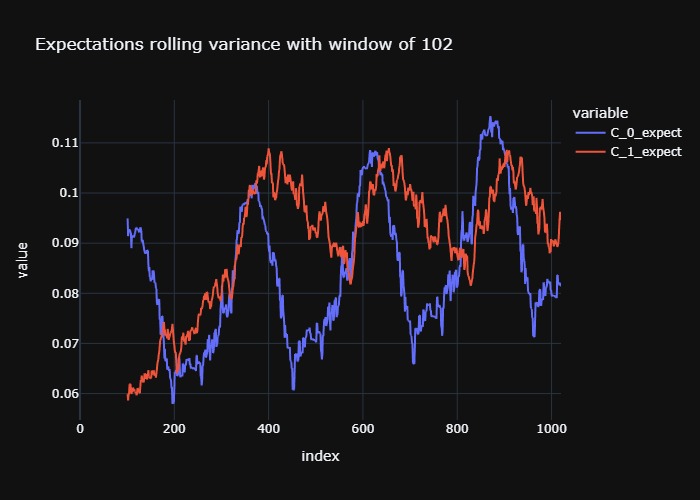 Expectations rolling variance with window of 102
variable
C_0_expect
C_1_expect
value
0.11
0.1
0.09
0.08
0.07
0.06
0 200 400 600 800 1000
index